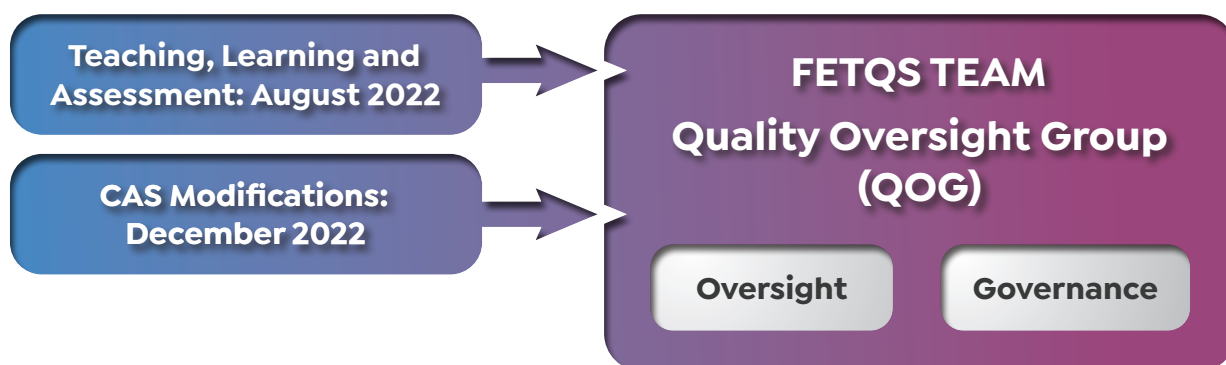 Teaching, Learning and
Assessment: August 2022
CAS Modifications:
December 2022
FETQS TEAM
Quality Oversight Group
(QOG)
Oversight
Governance